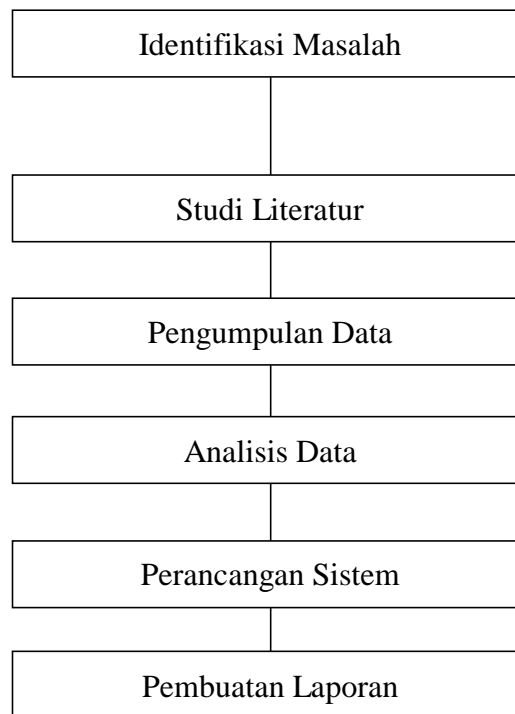 Identifikasi Masalah
Studi Literatur
Pengumpulan Data
Analisis Data
Perancangan Sistem
Pembuatan Laporan